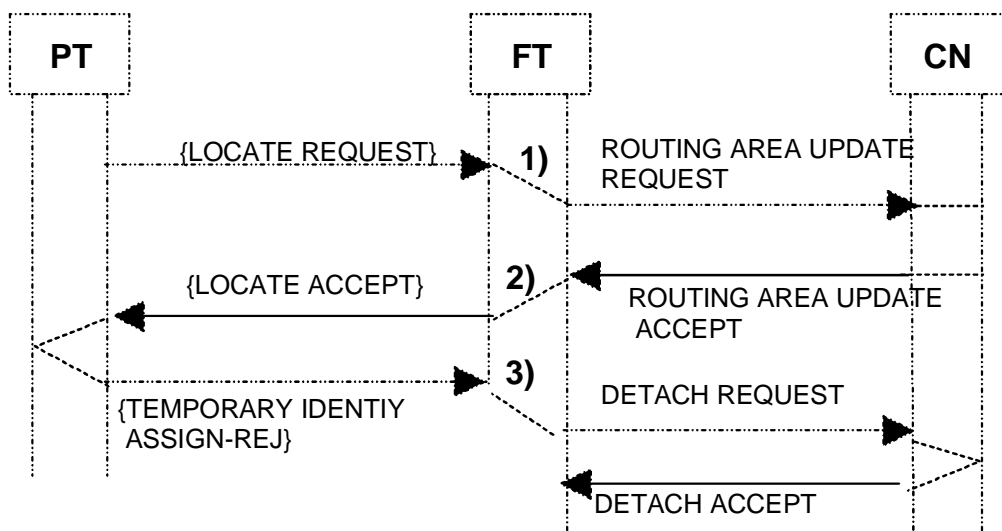 PT
FT
CN
{LOCATE REQUEST}
1)
ROUTING AREA UPDATE
REQUEST
{LOCATE ACCEPT}
2)
ROUTING AREA UPDATE
ACCEPT
3)
{TEMPORARY IDENTIY
ASSIGN-REJ}
DETACH REQUEST
DETACH ACCEPT